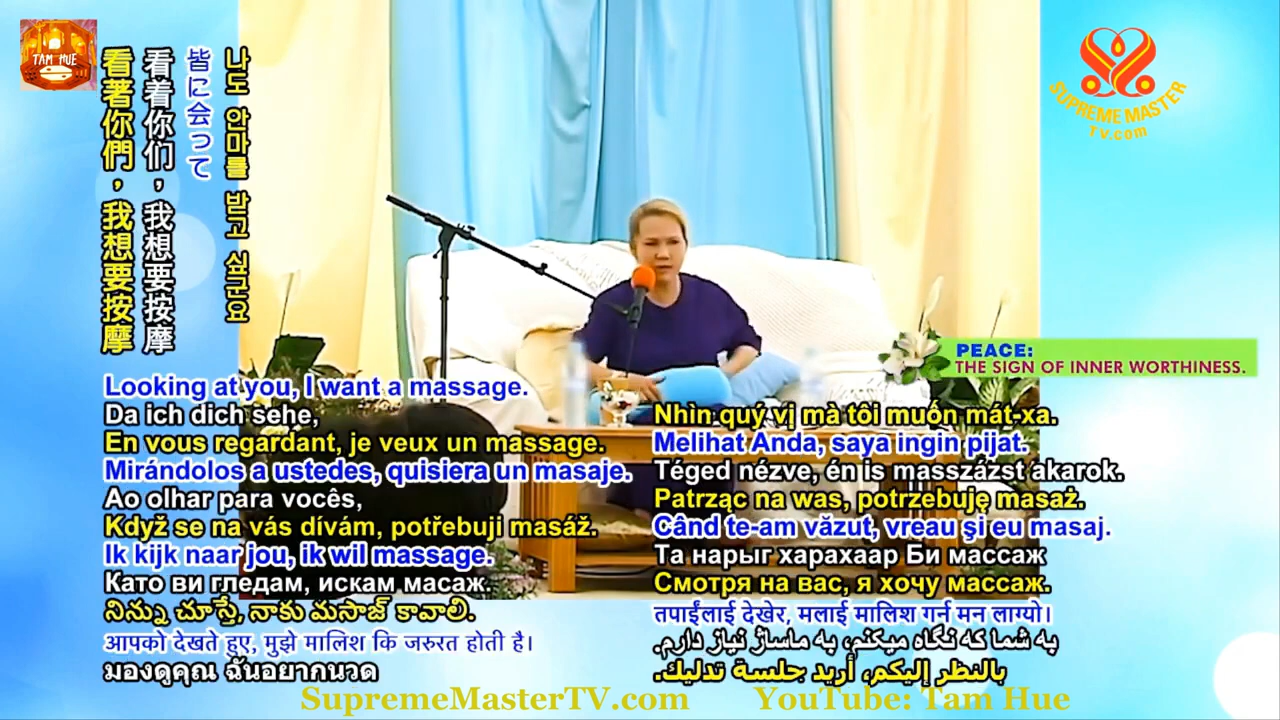 TAM HUE
看著你們，我想要按摩
看着你们，我想要按摩
皆に会って
나도 안마를 받고 싶군요
SUPREME MASTER
TV.com
PEACE:
THE SIGN OF INNER WORTHINESS.
Looking at you, I want a massage.
Da ich dich sehe,
En vous regardant, je veux un massage.
Mirándolos a ustedes, quisiera un masaje.
Ao olhar para vocês,
Když se na vás dívám, potřebuji masáž.
Ik kijk naar jou, ik wil massage.
Като ви гледам, искам масаж.
నిన్ను చూస్తే, నాకు మసాజ్ కావాలి.
आपको देखते हुए, मुझे मालिश कि जरुरत होती है।
มองดูคุณ ฉันอยากนวด
Nhìn quý vị mà tôi muốn mát-xa.
Melihat Anda, saya ingin pijat.
Téged nézve, én is masszázst akarok.
Patrząc na was, potrzebuję masaż.
Când te-am văzut, vreau şi eu masaj.
Та нарыг харахаар Би массаж
Смотря на вас, я хочу массаж.
तपाईंलाई देखेर, मलाई मालिश गर्न मन लाग्यो।
به شما که نگاه میکنم، به ماساژ نیاز دارم.
بالنظر إليكم، أريد جلسة تدليك.
SupremeMasterTV.com
YouTube: Tam Hue